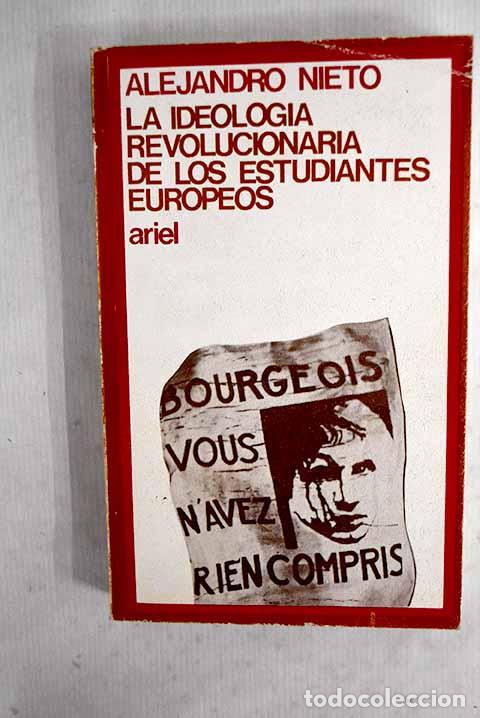 ALEJANDRO NIETO
LA IDEOLOGIA
REVOLUCIONARIA
DE LOS ESTUDIANTES
EUROPEOS
ariel
BOURGEOIS
VOUS
N'AVEZ
RIEN COMPRIS
todocoleccion